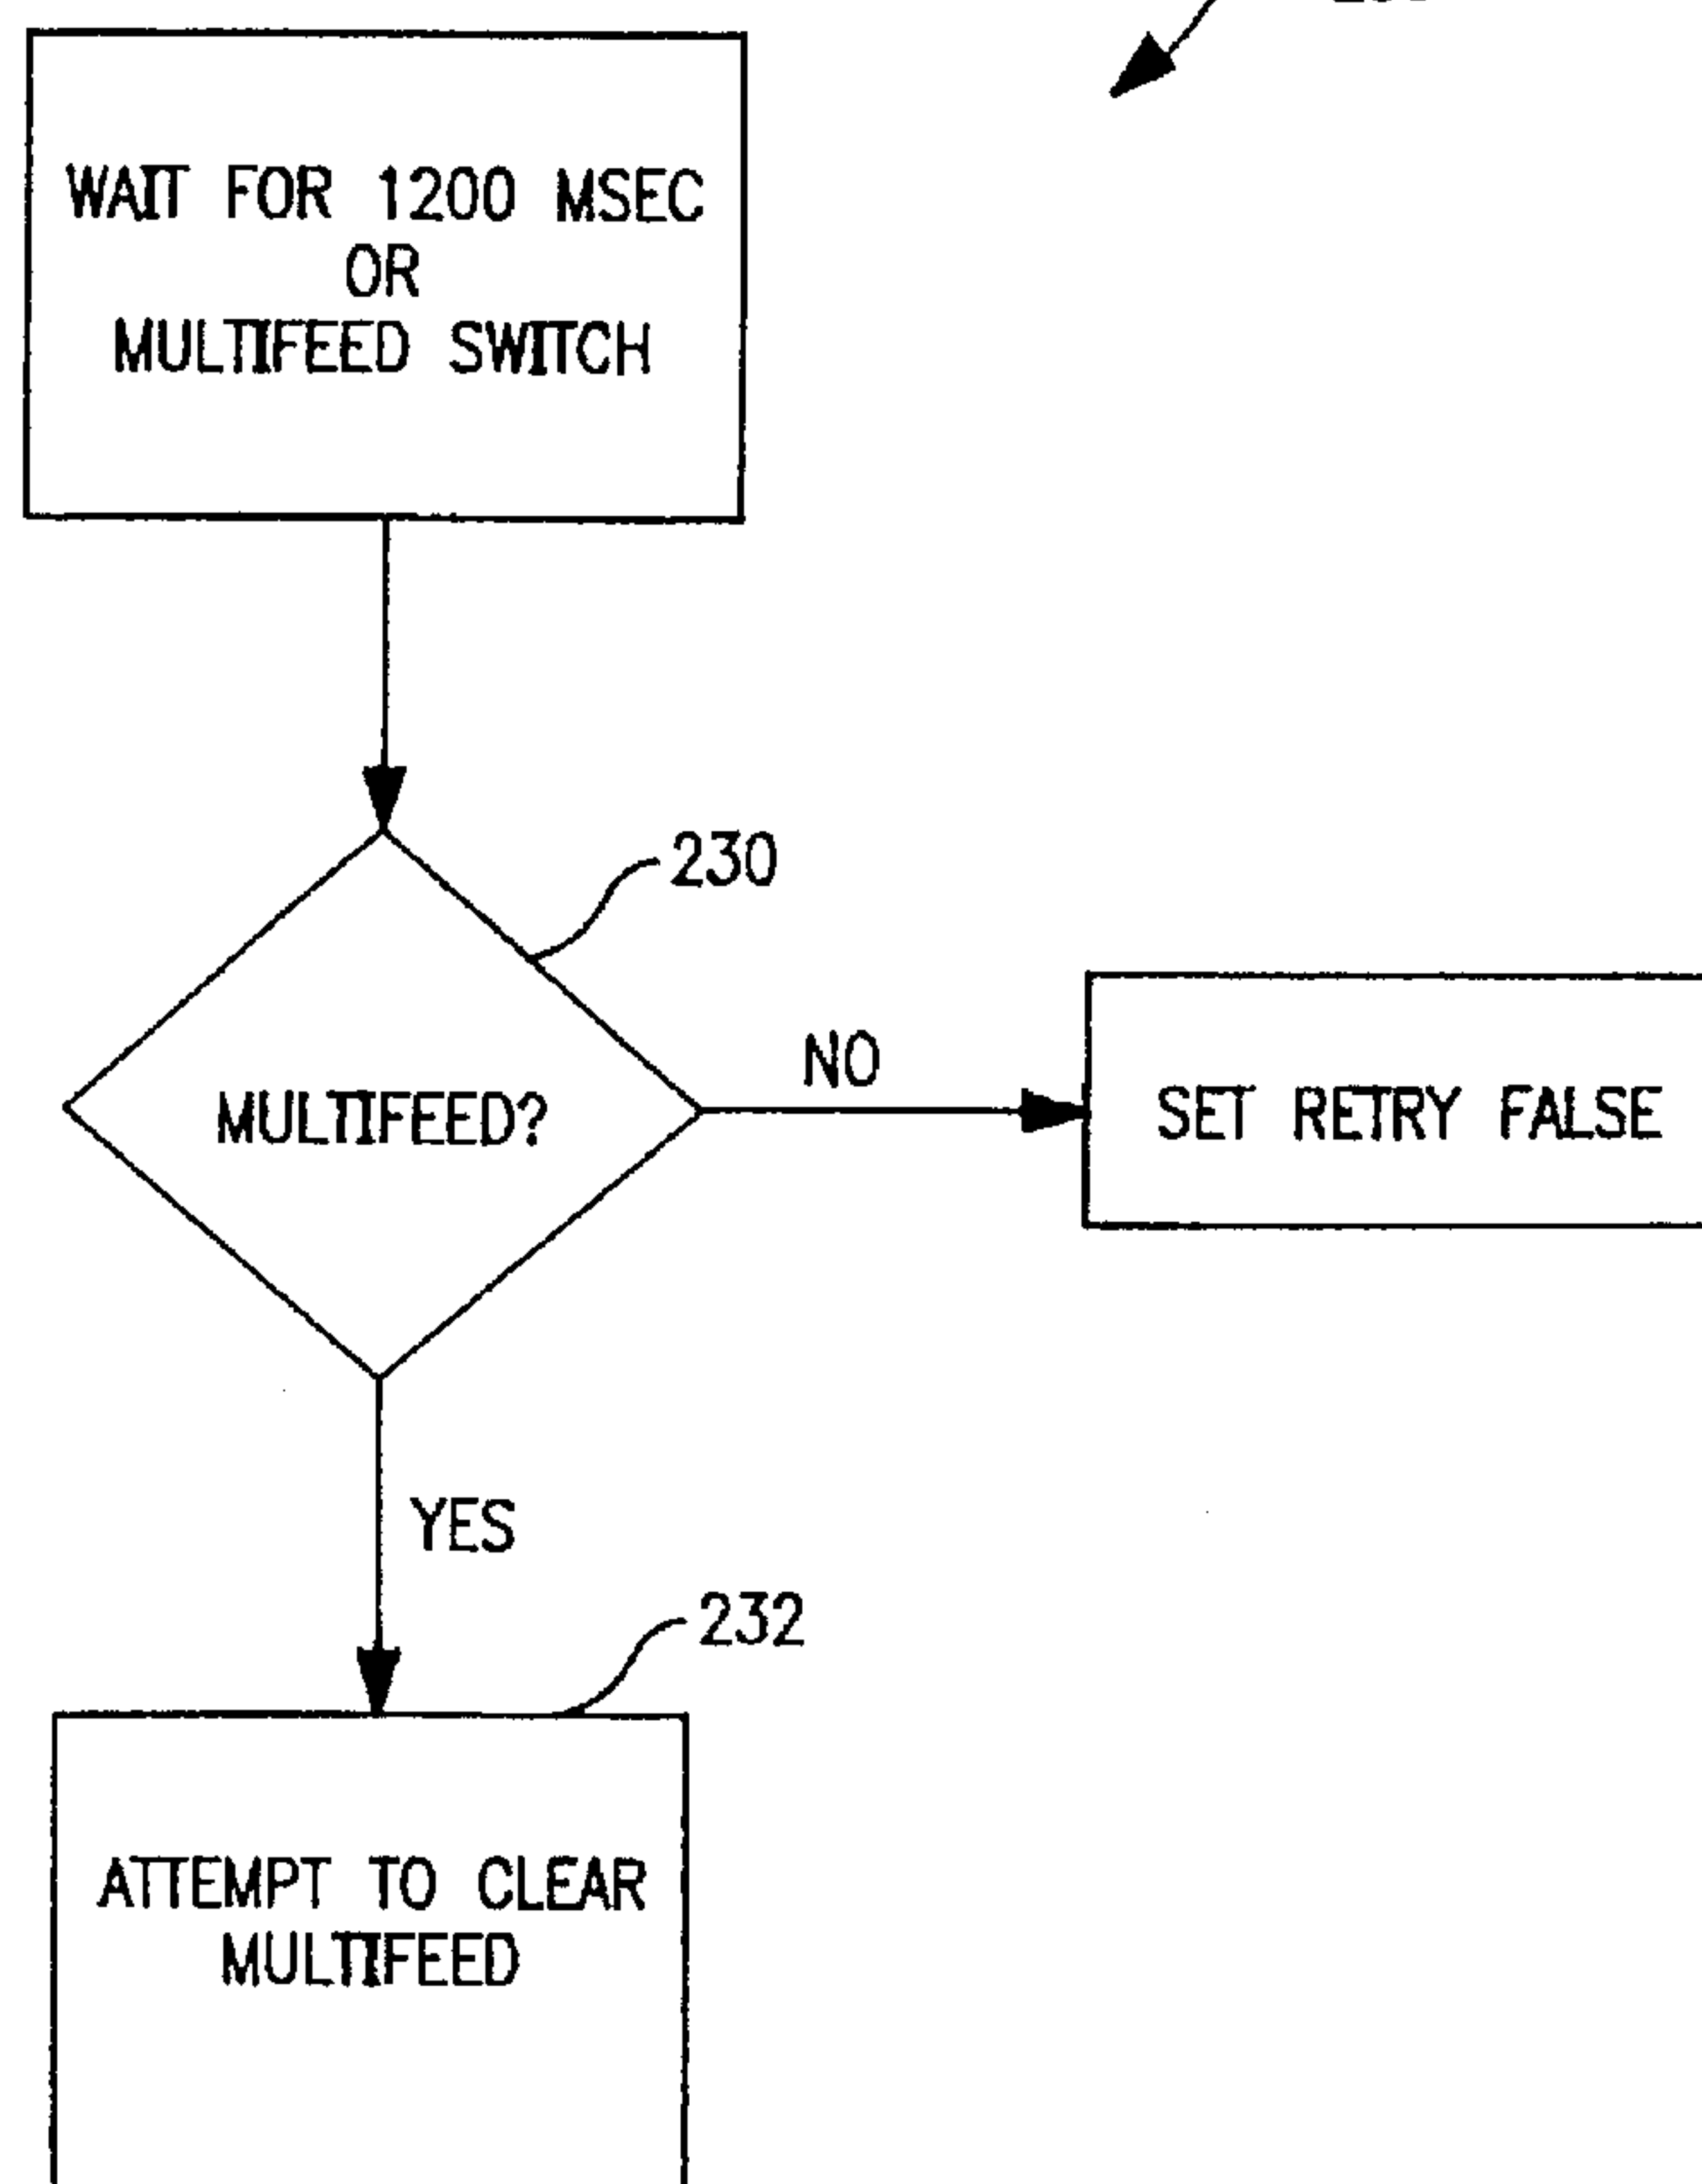 WAIT FOR 1200 MSEC
OR
MULTIFEED SWITCH
230
MULTIFEED?
NO
SET RETRY FALSE
YES
232
ATTEMPT TO CLEAR
MULTIFEED